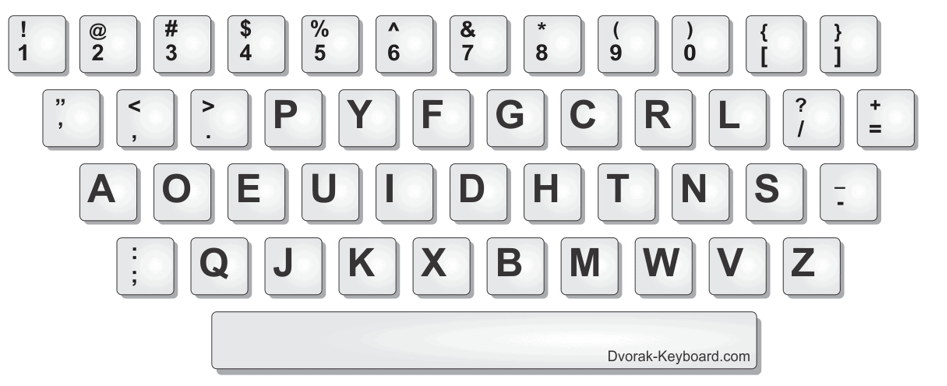 ! @ # $ % ^ & * ( ) { }
1 2 3 4 5 6 7 8 9 0 [ ]
” < > ? +
’ , . P Y F G C R L / =
A O E U I D H T N S _ -
: ; Q J K X B M W V Z
Dvorak-Keyboard.com